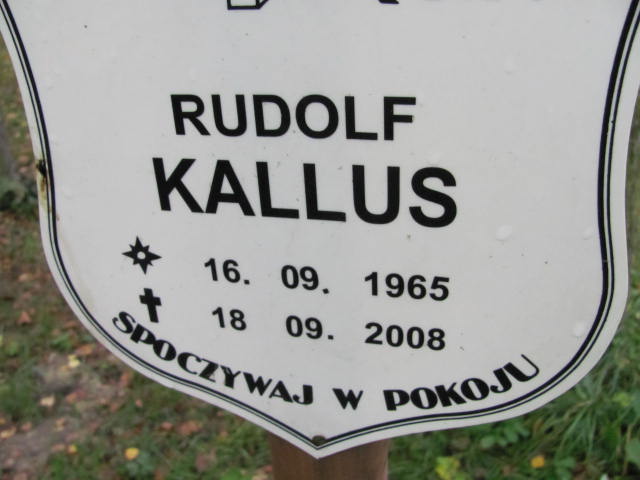 RUDOLF
KALLUS
16. 09. 1965
18 09. 2008
SPOCZYWAJ W POKOJU